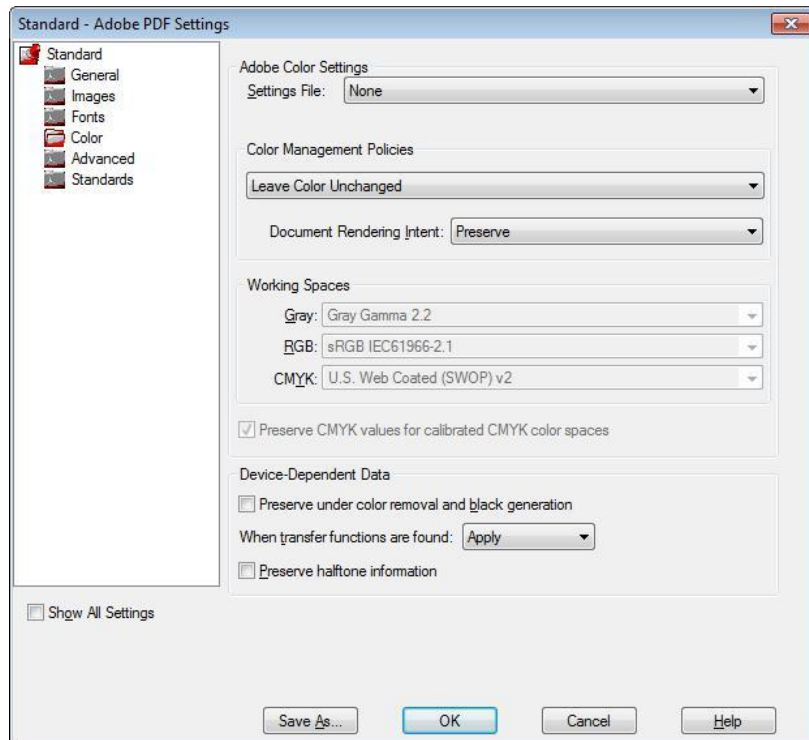 Standard - Adobe PDF Settings
Standard
General
Images
Fonts
Color
Advanced
Standards
Show All Settings
Adobe Color Settings
Settings File: None
Color Management Policies
Leave Color Unchanged
Document Rendering Intent: Preserve
Working Spaces
Gray: Gray Gamma 2.2
RGB: sRGB IEC61966-2.1
CMYK: U.S. Web Coated (SWOP) v2
Preserve CMYK values for calibrated CMYK color spaces
Device-Dependent Data
Preserve under color removal and black generation
When transfer functions are found: Apply
Preserve halftone information
Save As... OK Cancel Help